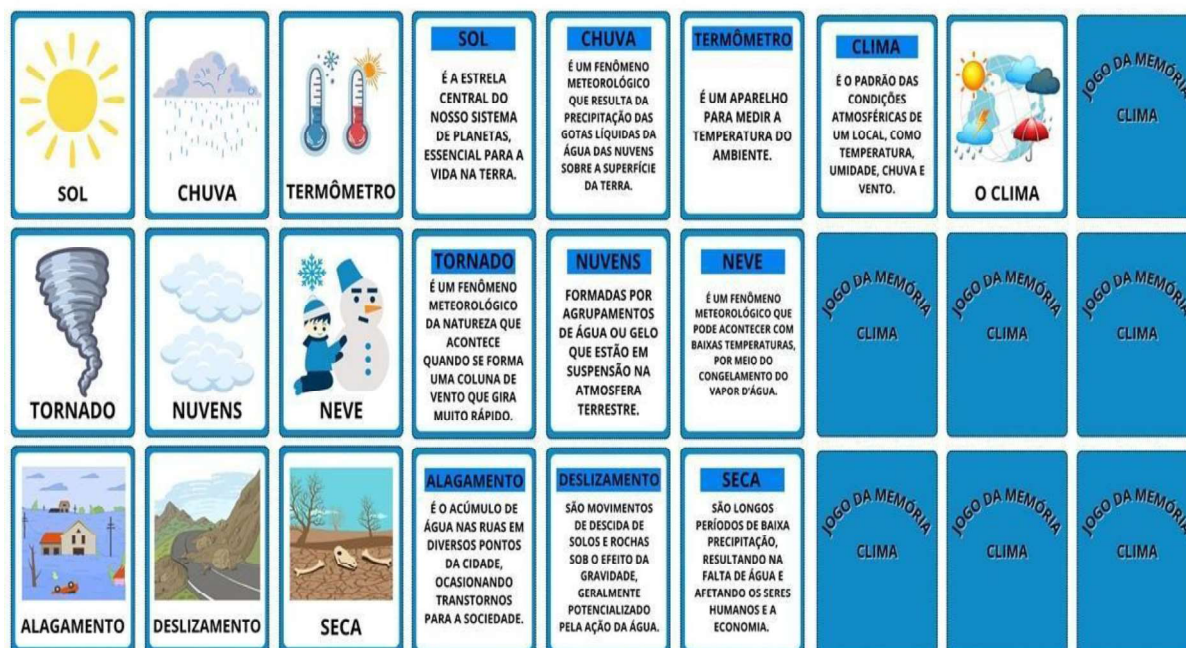 SOL
CHUVA
TERMÔMETRO
SOL
É A ESTRELA
CENTRAL DO
NOSSO SISTEMA
DE PLANETAS,
ESSENCIAL PARA A
VIDA NA TERRA.
CHUVA
É UM FENÔMENO
METEOROLÓGICO
QUE RESULTA DA
PRECIPITAÇÃO DAS
GOTAS LÍQUIDAS DA
ÁGUA DAS NUVENS
SOBRE A SUPERFÍCIE
DA TERRA.
TERMÔMETRO
É UM APARELHO
PARA MEDIR A
TEMPERATURA DO
AMBIENTE.
CLIMA
É O PADRÃO DAS
CONDIÇÕES
ATMOSFÉRICAS DE
UM LOCAL, COMO
TEMPERATURA,
UMIDADE, CHUVA E
VENTO.
O CLIMA
JOGO DA MEMÓRIA
CLIMA
TORNADO
NUVENS
NEVE
TORNADO
É UM FENÔMENO
METEOROLÓGICO
DA NATUREZA QUE
ACONTECE
QUANDO SE FORMA
UMA COLUNA DE
VENTO QUE GIRA
MUITO RÁPIDO.
NUVENS
FORMADAS POR
AGRUPAMENTOS
DE ÁGUA OU GELO
QUE ESTÃO EM
SUSPENSÃO NA
ATMOSFERA
TERRESTRE.
NEVE
É UM FENÔMENO
METEOROLÓGICO QUE
PODE ACONTECER COM
BAIXAS TEMPERATURAS,
POR MEIO DO
CONGELAMENTO DO
VAPOR D'ÁGUA.
JOGO DA MEMÓRIA
CLIMA
JOGO DA MEMÓRIA
CLIMA
JOGO DA MEMÓRIA
CLIMA
ALAGAMENTO
DESLIZAMENTO
SECA
ALAGAMENTO
É O ACÚMULO DE
ÁGUA NAS RUAS EM
DIVERSOS PONTOS
DA CIDADE,
OCASIONANDO
TRANSTORNOS
PARA A SOCIEDADE.
DESLIZAMENTO
SÃO MOVIMENTOS
DE DESCIDA DE
SOLOS E ROCHAS
SOB O EFEITO DA
GRAVIDADE,
GERALMENTE
POTENCIALIZADO
PELA AÇÃO DA ÁGUA.
SECA
SÃO LONGOS
PERÍODOS DE BAIXA
PRECIPITAÇÃO,
RESULTANDO NA
FALTA DE ÁGUA E
AFETANDO OS SERES
HUMANOS E A
ECONOMIA.
JOGO DA MEMÓRIA
CLIMA
JOGO DA MEMÓRIA
CLIMA
JOGO DA MEMÓRIA
CLIMA